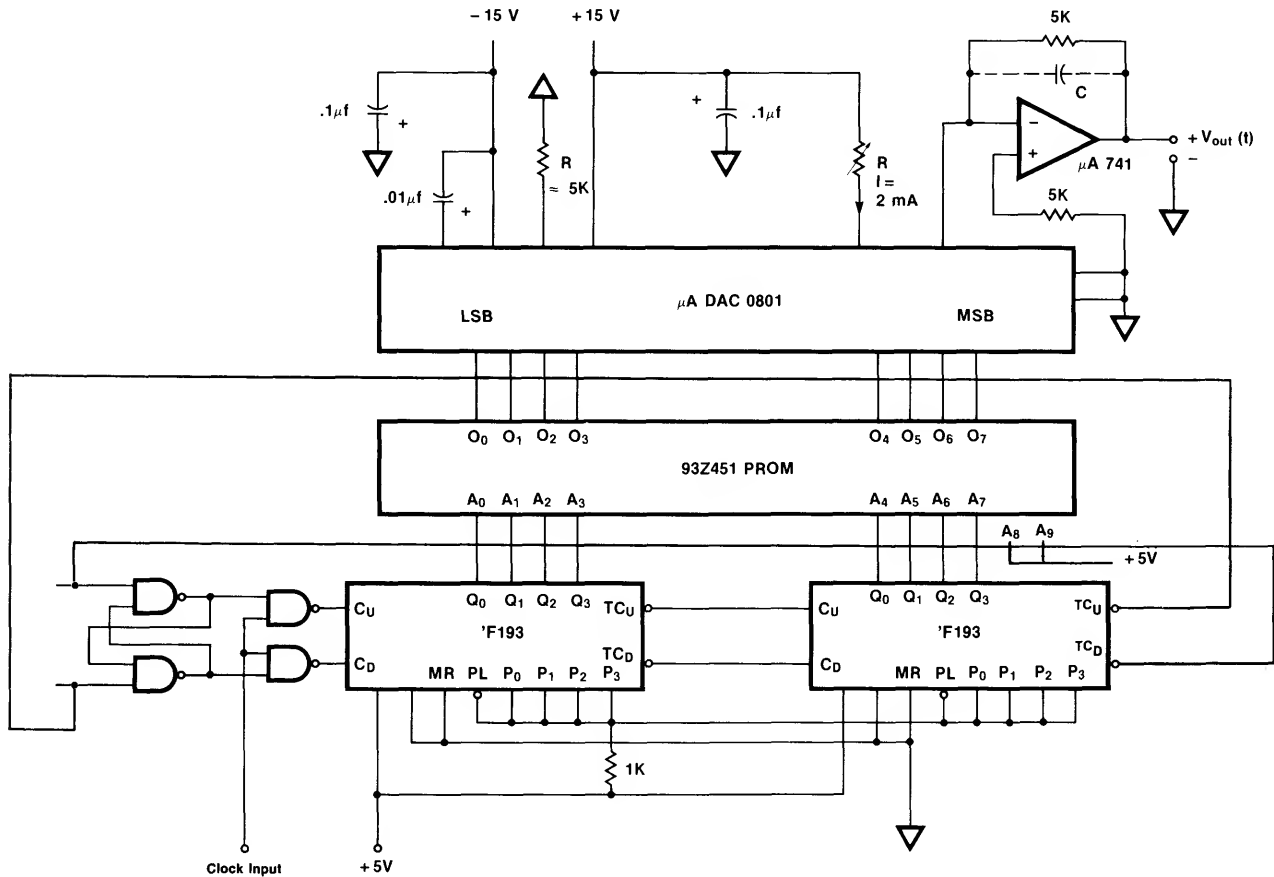 – 15 V
+ 15 V
5K
.1µf
+
+
.1µf
C
R
≈ 5K
R
I =
2 mA
–
+
µA 741
+ Vout (t)
–
.01µf
+
5K
µA DAC 0801
LSB
MSB
O0 O1 O2 O3
O4 O5 O6 O7
93Z451 PROM
A0 A1 A2 A3
A4 A5 A6 A7
A8 A9
+ 5V
CU
Q0 Q1 Q2 Q3
TCU
'F193
CD
TCD
MR PL P0 P1 P2 P3
CU
Q0 Q1 Q2 Q3
TCU
'F193
CD
TCD
MR PL P0 P1 P2 P3
1K
Clock Input
+ 5V